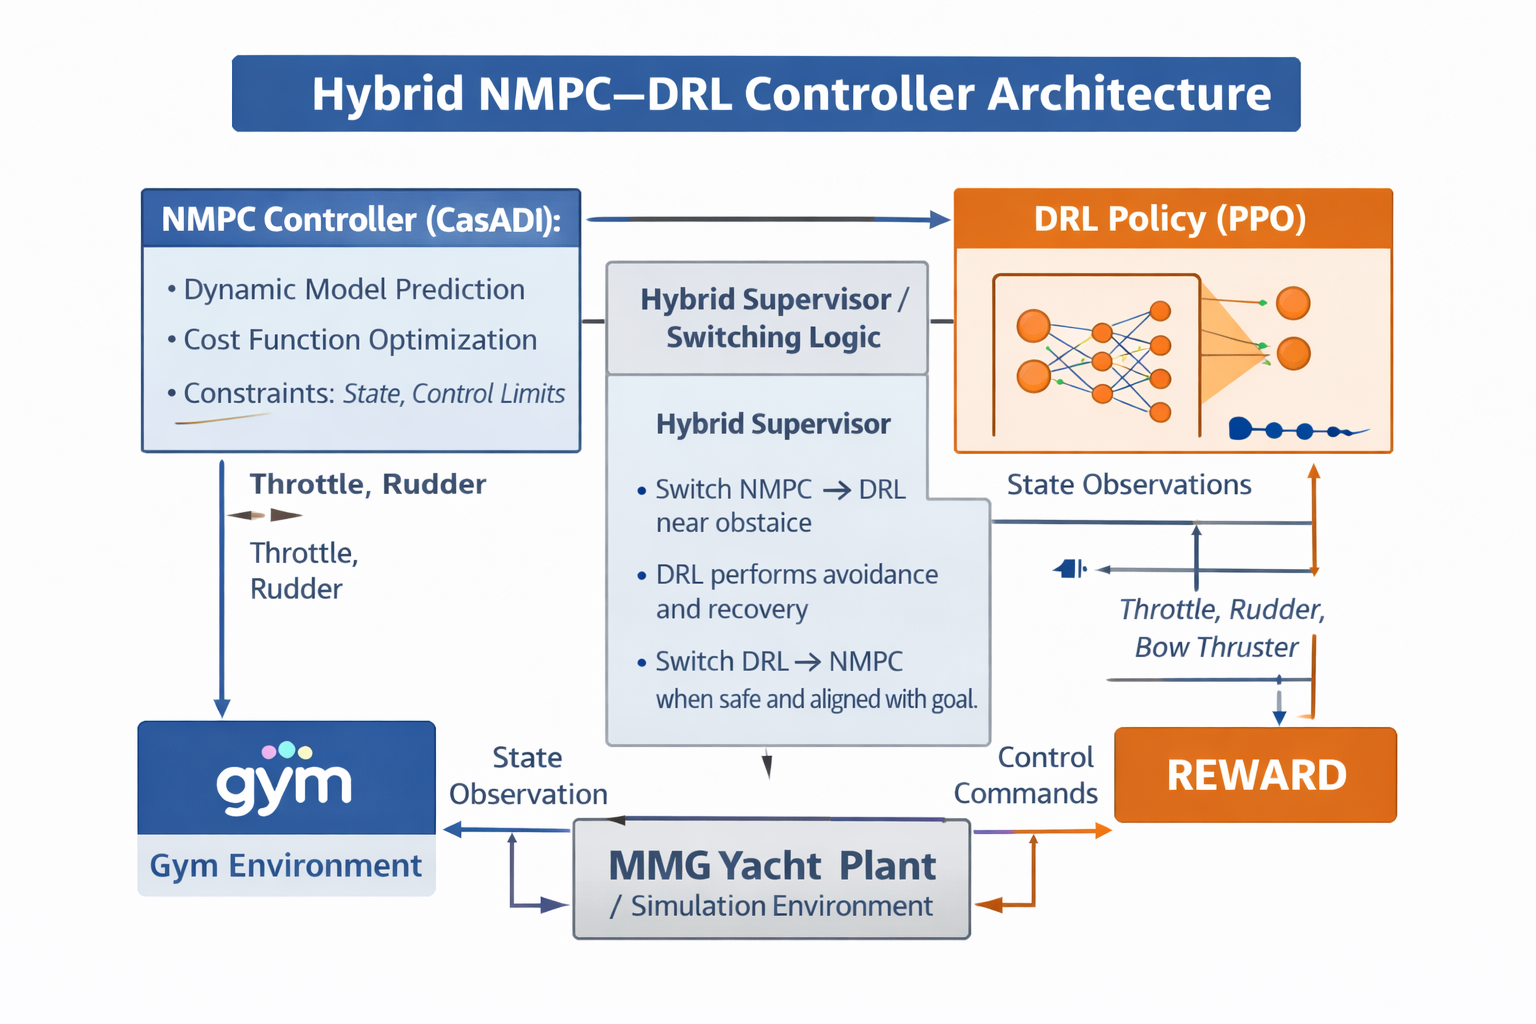 Hybrid NMPC—DRL Controller Architecture
NMPC Controller (CasADI):
• Dynamic Model Prediction
• Cost Function Optimization
• Constraints: State, Control Limits
Hybrid Supervisor /
Switching Logic
DRL Policy (PPO)
Hybrid Supervisor
• Switch NMPC → DRL
near obstaice
• DRL performs avoidance
and recovery
• Switch DRL → NMPC
when safe and aligned with goal.
Throttle, Rudder
Throttle,
Rudder
State Observations
Throttle, Rudder,
Bow Thruster
gym
Gym Environment
State
Observation
Control
Commands
REWARD
MMG Yacht Plant
/ Simulation Environment